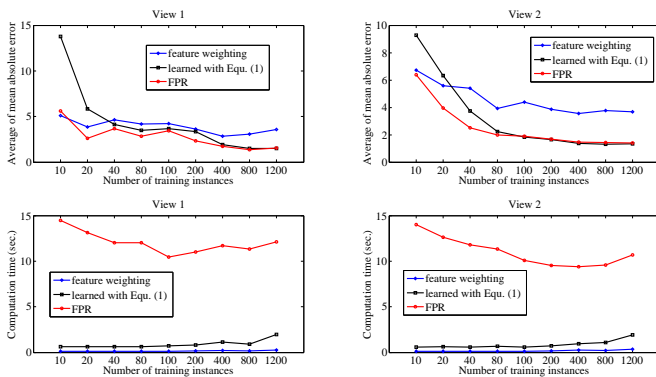 View 1
Average of mean absolute error
15
10
5
0
feature weighting
learned with Equ. (1)
FPR
10 20 40 80 100 200 400 800 1200
Number of training instances
View 2
Average of mean absolute error
10
8
6
4
2
0
feature weighting
learned with Equ. (1)
FPR
10 20 40 80 100 200 400 800 1200
Number of training instances
View 1
Computation time (sec.)
15
10
5
0
feature weighting
learned with Equ. (1)
FPR
10 20 40 80 100 200 400 800 1200
Number of training instances
View 2
Computation time (sec.)
15
10
5
0
feature weighting
learned with Equ. (1)
FPR
10 20 40 80 100 200 400 800 1200
Number of training instances